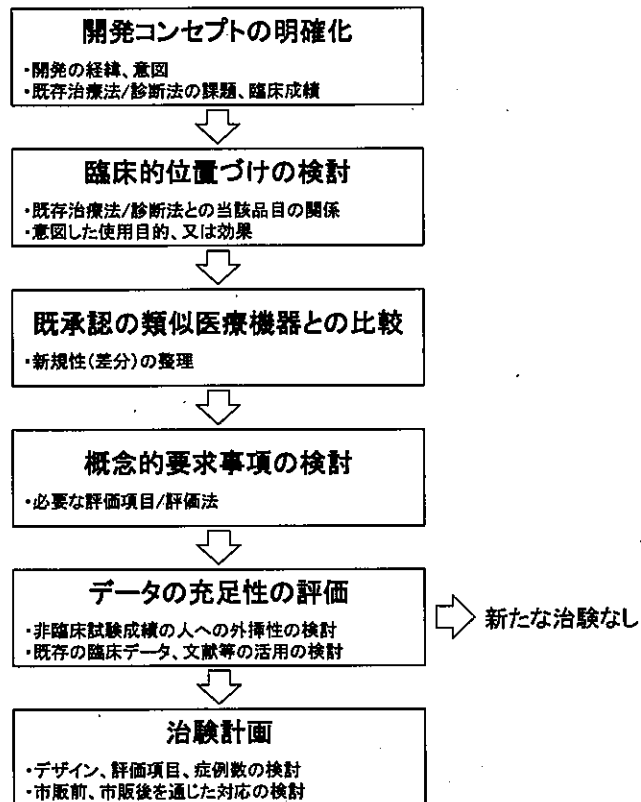 開発コンセプトの明確化
・開発の経緯、意図
・既存治療法/診断法の課題、臨床成績
臨床的位置づけの検討
・既存治療法/診断法との当該品目の関係
・意図した使用目的、又は効果
既承認の類似医療機器との比較
・新規性(差分)の整理
概念的要求事項の検討
・必要な評価項目/評価法
データの充足性の評価
・非臨床試験成績の人への外挿性の検討
・既存の臨床データ、文献等の活用の検討
新たな治験なし
治験計画
・デザイン、評価項目、症例数の検討
・市販前、市販後を通じた対応の検討